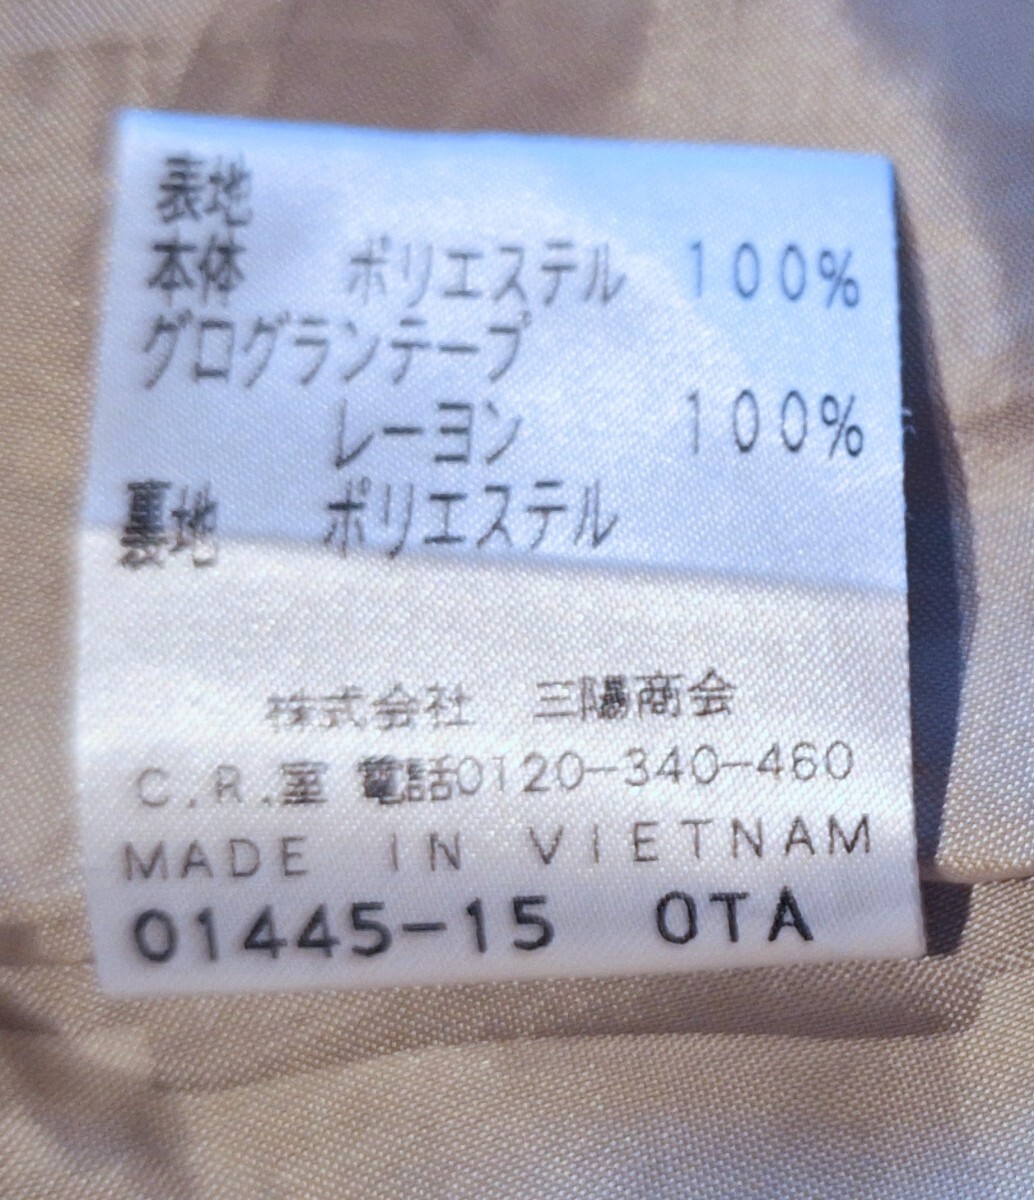 表地
本体 ポリエステル 100%
グログランテープ
レーヨン 100%
裏地 ポリエステル
株式会社 三陽商会
C.R.室 電話0120-340-460
MADE IN VIETNAM
01445-15 OTA